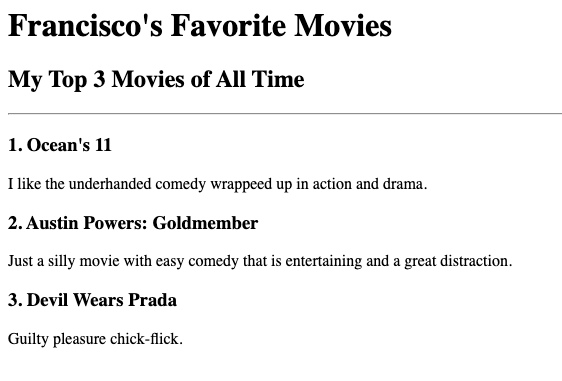 Francisco's Favorite Movies
My Top 3 Movies of All Time
1. Ocean's 11
I like the underhanded comedy wrappeed up in action and drama.
2. Austin Powers: Goldmember
Just a silly movie with easy comedy that is entertaining and a great distraction.
3. Devil Wears Prada
Guilty pleasure chick-flick.